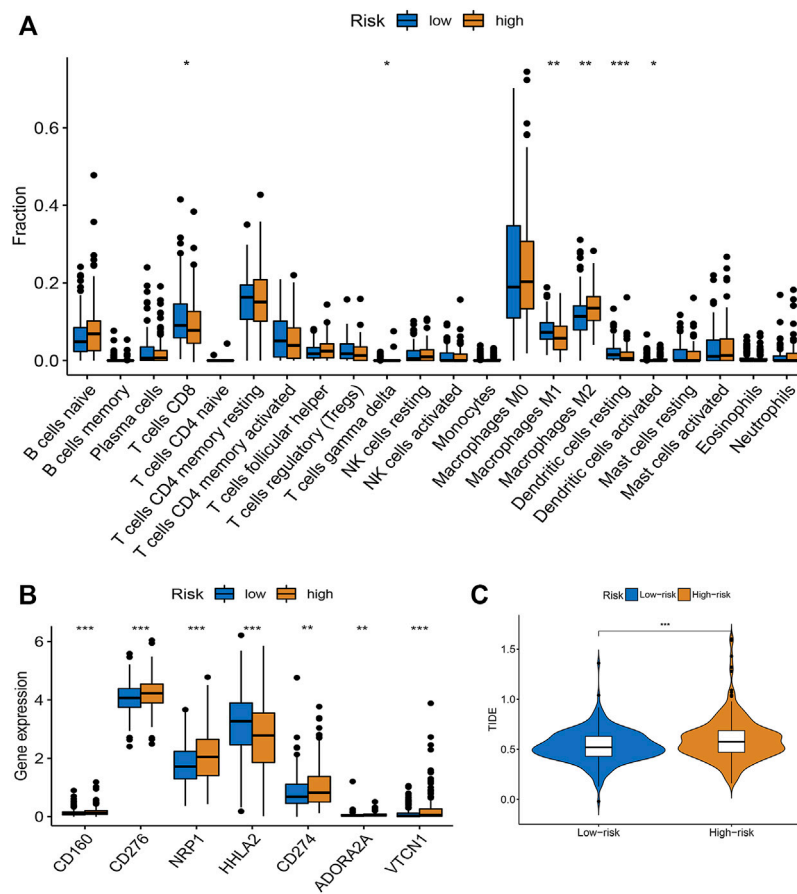 A
Risk low high
* * ** ** *** *
Fraction
0.6
0.4
0.2
0.0
B cells naive
B cells memory
Plasma cells
T cells CD8
T cells CD4 naive
T cells CD4 memory resting
T cells CD4 memory activated
T cells follicular helper
T cells regulatory (Tregs)
T cells gamma delta
NK cells resting
NK cells activated
Monocytes
Macrophages M0
Macrophages M1
Macrophages M2
Dendritic cells resting
Dendritic cells activated
Mast cells resting
Mast cells activated
Eosinophils
Neutrophils
B
Risk low high
*** *** *** *** ** ** ***
Gene expression
6
4
2
0
CD160
CD276
NRP1
HHLA2
CD274
ADORA2A
VTCN1
C
Risk Low-risk High-risk
***
TIDE
1.5
1.0
0.5
0.0
Low-risk High-risk